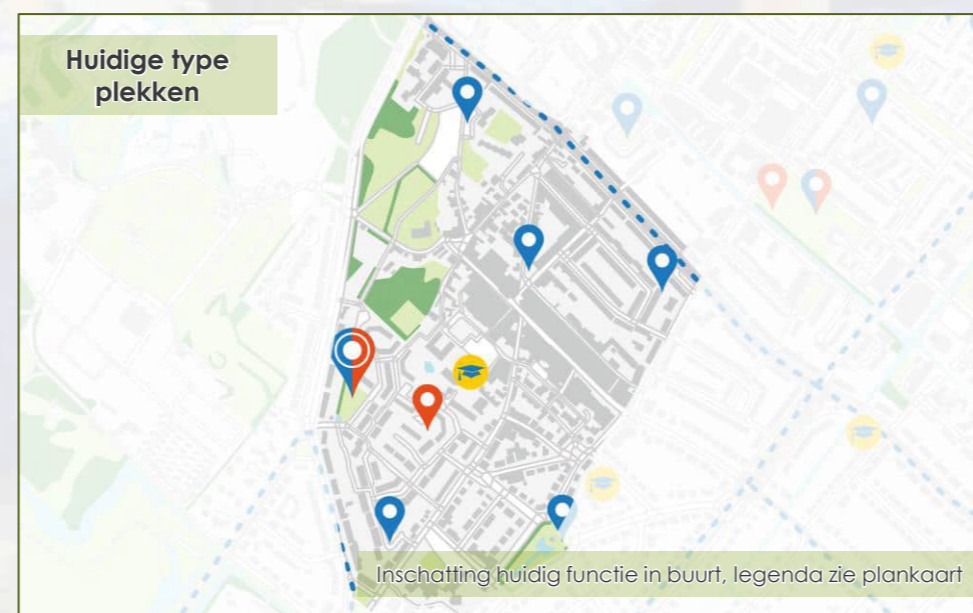 Huidige type
plekken
Inschatting huidig functie in buurt, legenda zie plankaart